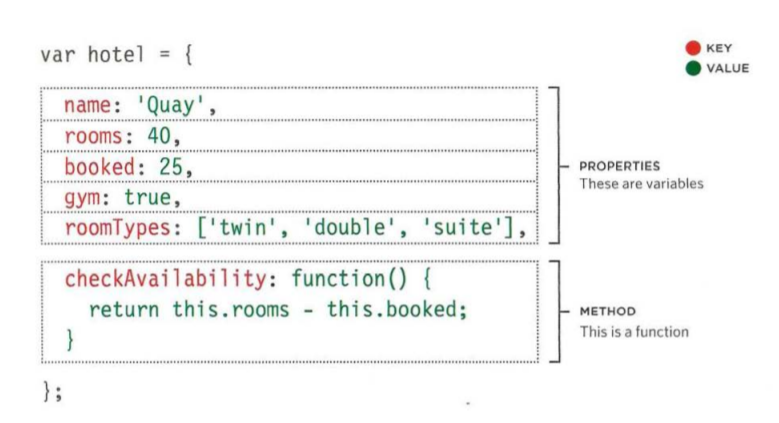 var hotel = {
KEY
VALUE
name: 'Quay',
rooms: 40,
booked: 25,
gym: true,
roomTypes: ['twin', 'double', 'suite'],
PROPERTIES
These are variables
checkAvailability: function() {
return this.rooms - this.booked;
}
METHOD
This is a function
};